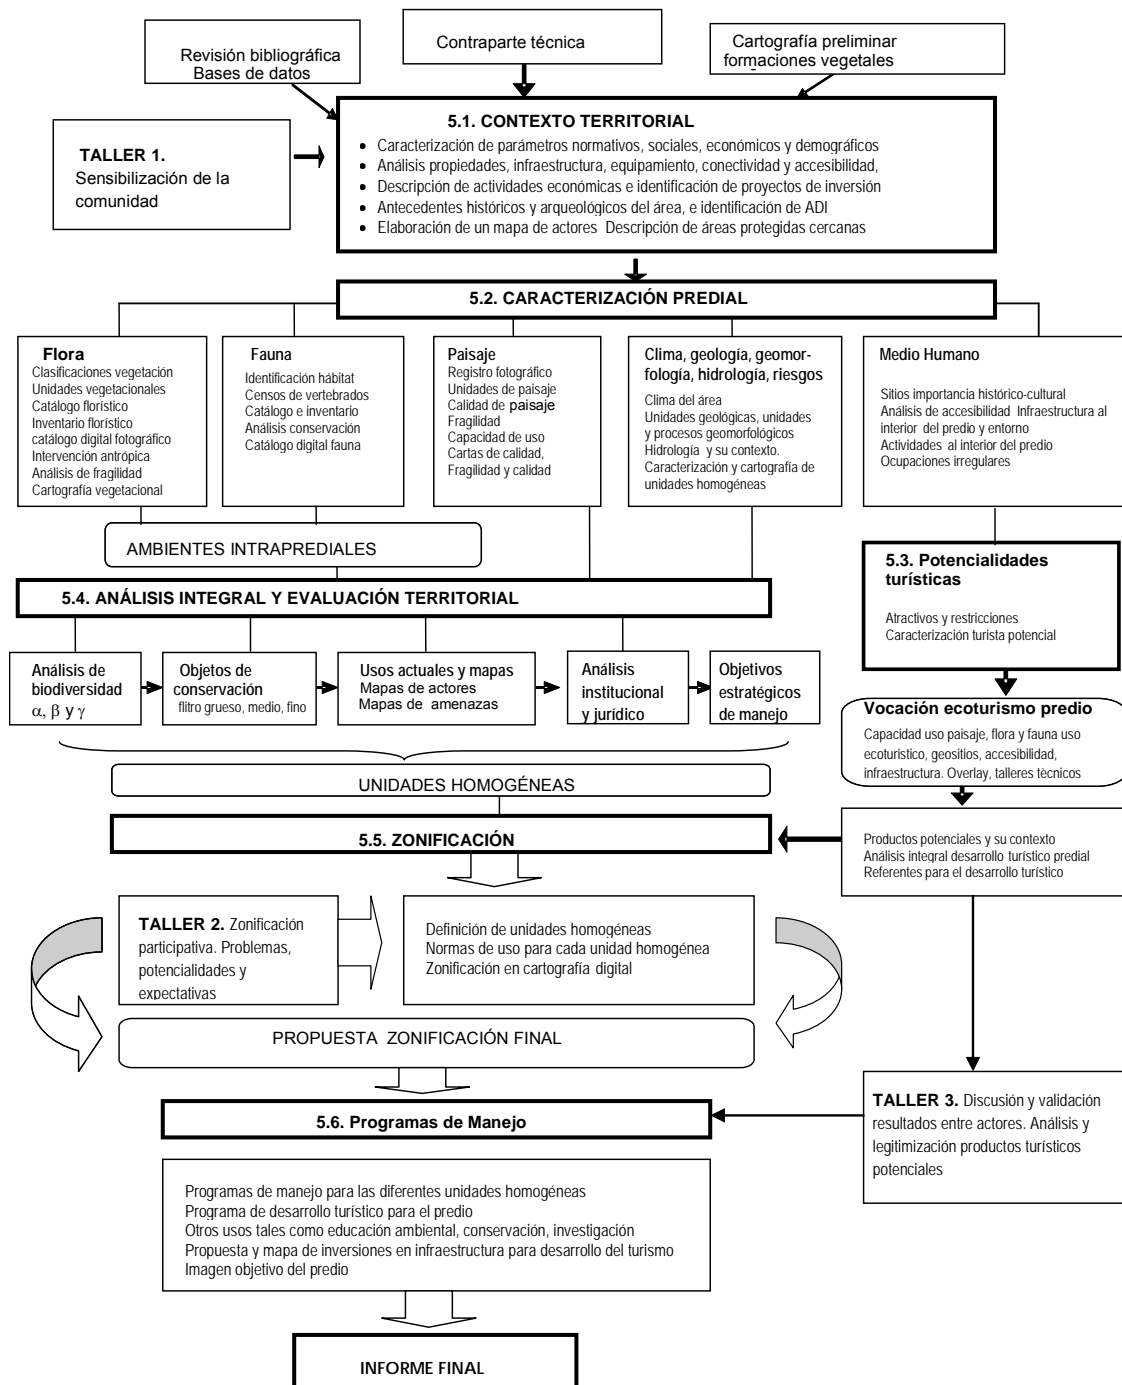 Revisión bibliográfica
Bases de datos
Contraparte técnica
Cartografía preliminar
formaciones vegetales
TALLER 1.
Sensibilización de la
comunidad
5.1. CONTEXTO TERRITORIAL
• Caracterización de parámetros normativos, sociales, económicos y demográficos
• Análisis propiedades, infraestructura, equipamiento, conectividad y accesibilidad,
• Descripción de actividades económicas e identificación de proyectos de inversión
• Antecedentes históricos y arqueológicos del área, e identificación de ADI
• Elaboración de un mapa de actores Descripción de áreas protegidas cercanas
5.2. CARACTERIZACIÓN PREDIAL
Flora
Clasificaciones vegetación
Unidades vegetacionales
Catálogo florístico
Inventario florístico
catálogo digital fotográfico
Intervención antrópica
Análisis de fragilidad
Cartografía vegetacional
Fauna
Identificación hábitat
Censos de vertebrados
Catálogo e inventario
Análisis conservación
Catálogo digital fauna
Paisaje
Registro fotográfico
Unidades de paisaje
Calidad de paisaje
Fragilidad
Capacidad de uso
Cartas de calidad,
Fragilidad y calidad
Clima, geología, geomor-
fología, hidrología, riesgos
Clima del área
Unidades geológicas, unidades
y procesos geomorfológicos
Hidrología y su contexto.
Caracterización y cartografía de
unidades homogéneas
Medio Humano
Sitios importancia histórico-cultural
Análisis de accesibilidad Infraestructura al
interior del predio y entorno
Actividades al interior del predio
Ocupaciones irregulares
AMBIENTES INTRAPREDIALES
5.3. Potencialidades
turísticas
Atractivos y restricciones
Caracterización turista potencial
5.4. ANÁLISIS INTEGRAL Y EVALUACIÓN TERRITORIAL
Análisis de
biodiversidad
α, β y γ
Objetos de
conservación
flitro grueso, medio, fino
Usos actuales y mapas
Mapas de actores
Mapas de amenazas
Análisis
institucional
y jurídico
Objetivos
estratégicos
de manejo
Vocación ecoturismo predio
Capacidad uso paisaje, flora y fauna uso
ecoturistico, geositios, accesibilidad,
infraestructura. Overlay, talleres tècnicos
UNIDADES HOMOGÉNEAS
5.5. ZONIFICACIÓN
Productos potenciales y su contexto
Análisis integral desarrollo turístico predial
Referentes para el desarrollo turístico
TALLER 2. Zonificación
participativa. Problemas,
potencialidades y
expectativas
Definición de unidades homogéneas
Normas de uso para cada unidad homogénea
Zonificación en cartografía digital
PROPUESTA ZONIFICACIÓN FINAL
TALLER 3. Discusión y validación
resultados entre actores. Análisis y
legitimización productos turísticos
potenciales
5.6. Programas de Manejo
Programas de manejo para las diferentes unidades homogéneas
Programa de desarrollo turístico para el predio
Otros usos tales como educación ambiental, conservación, investigación
Propuesta y mapa de inversiones en infraestructura para desarrollo del turismo
Imagen objetivo del predio
INFORME FINAL